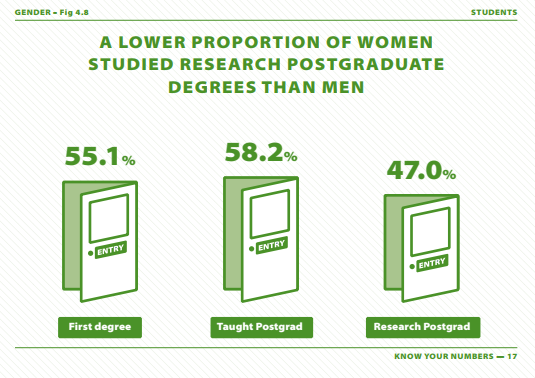 GENDER – Fig 4.8
STUDENTS
A LOWER PROPORTION OF WOMEN
STUDIED RESEARCH POSTGRADUATE
DEGREES THAN MEN
55.1%
58.2%
47.0%
ENTRY
ENTRY
ENTRY
First degree
Taught Postgrad
Research Postgrad
KNOW YOUR NUMBERS — 17